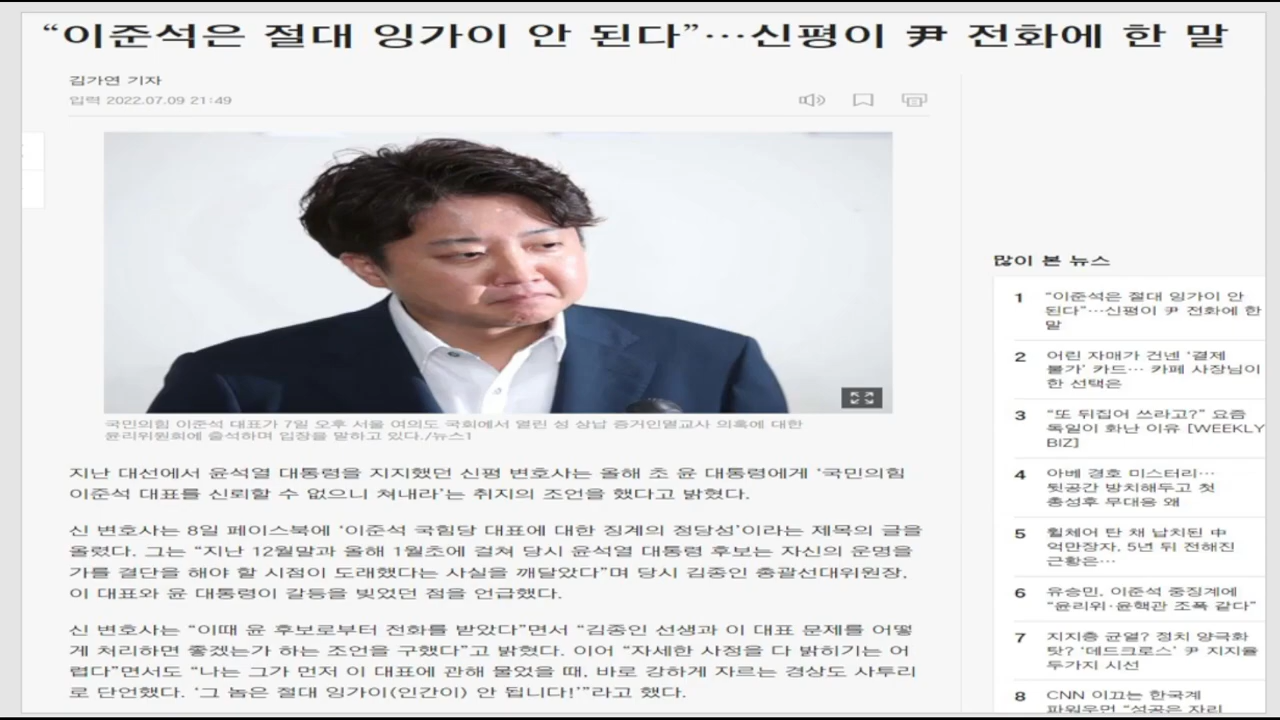 “이준석은 절대 잉가이 안 된다”…신평이 尹 전화에 한 말
김가연 기자
입력 2022.07.09 21:49
국민의힘 이준석 대표가 7일 오후 서울 여의도 국회에서 열린 성 상납 증거인멸교사 의혹에 대한
윤리위원회에 출석하며 입장을 말하고 있다./뉴스1
지난 대선에서 윤석열 대통령을 지지했던 신평 변호사는 올해 초 윤 대통령에게 ‘국민의힘
이준석 대표를 신뢰할 수 없으니 쳐내라’는 취지의 조언을 했다고 밝혔다.
신 변호사는 8일 페이스북에 ‘이준석 국힘당 대표에 대한 징계의 정당성’이라는 제목의 글을
올렸다. 그는 “지난 12월말과 올해 1월초에 걸쳐 당시 윤석열 대통령 후보는 자신의 운명을
가를 결단을 해야 할 시점이 도래했다는 사실을 깨달았다”며 당시 김종인 총괄선대위원장,
이 대표와 윤 대통령이 갈등을 빚었던 점을 언급했다.
신 변호사는 “이때 윤 후보로부터 전화를 받았다”면서 “김종인 선생과 이 대표 문제를 어떻
게 처리하면 좋겠는가 하는 조언을 구했다”고 밝혔다. 이어 “자세한 사정을 다 밝히기는 어
렵다”면서도 “나는 그가 먼저 이 대표에 관해 물었을 때, 바로 강하게 자르는 경상도 사투리
로 단언했다. ‘그 놈은 절대 잉가이(인간이) 안 됩니다!’”라고 했다.
많이 본 뉴스
1 “이준석은 절대 잉가이 안
된다”…신평이 尹 전화에 한
말
2 어린 자매가 건넨 ‘결제
불가’ 카드… 카페 사장님이
한 선택은
3 “또 뒤집어 쓰라고?” 요즘
독일이 화난 이유 [WEEKLY
BIZ]
4 아베 경호 미스터리…
뒷공간 방치해두고 첫
총성후 무대응 왜
5 휠체어 탄 채 납치된 中
억만장자, 5년 뒤 전해진
근황은…
6 유승민, 이준석 중징계에
“윤리위·윤핵관 조폭 같다”
7 지지층 균열? 정치 양극화
탓? ‘데드크로스’ 尹 지지율
두가지 시선
8 CNN 이끄는 한국계
파워우먼 “성공은 자리